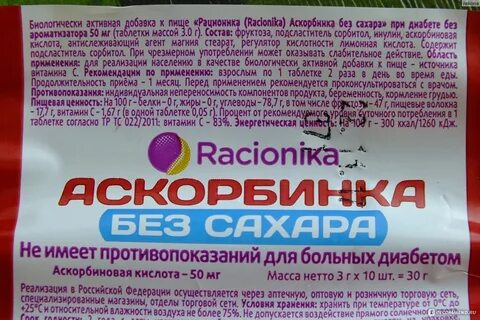 Биологически активная добавка к пище «Рационика (Racionika) Аскорбинка без сахара» при диабете без
ароматизатора 50 мг (таблетки массой 3.0 г). Состав: фруктоза, подсластитель сорбитол, инулин, аскорбиновая
кислота, антислеживающий агент магния стеарат, регулятор кислотности лимонная кислота. Содержит
подсластитель сорбитол. При чрезмерном употреблении может оказывать слабительное действие. Область
применения: для реализации населению в качестве биологически активной добавки к пище - источника
витамина С. Рекомендации по применению: взрослым по 1 таблетке 2 раза в день во время еды.
Продолжительность приёма - 1 месяц. Перед применением рекомендуется проконсультироваться с врачом.
Противопоказания: индивидуальная непереносимость компонентов продукта, беременность, кормление грудью.
Пищевая ценность: На 100 г - белки - 0 г, жиры - 0 г, углеводы - 78,7 г, в том числе фруктозы - 47 г, пищевые волокна
- 17,7 г, витамин С - 1,67 г (в одной таблетке 0,05 г). Процент от рекомендуемого уровня суточного потребления в 1
таблетке согласно ТР ТС 022/2011: витамин С - 83%. Энергетическая ценность: На 100 г - 300 ккал/1260 кДж.
Racionika
АСКОРБИНКА
БЕЗ САХАРА
Не имеет противопоказаний для больных диабетом
Аскорбиновая кислота - 50 мг Масса нетто 3 г х 10 шт. = 30 г
Реализация в Российской Федерации осуществляется через аптечную, оптовую и розничную торговую сеть,
специализированные магазины, отделы торговой сети. Условия хранения: хранить при температуре от 0°С до
+25°С и относительной влажности воздуха не более 75%. Не допускается воздействие прямого солнечного